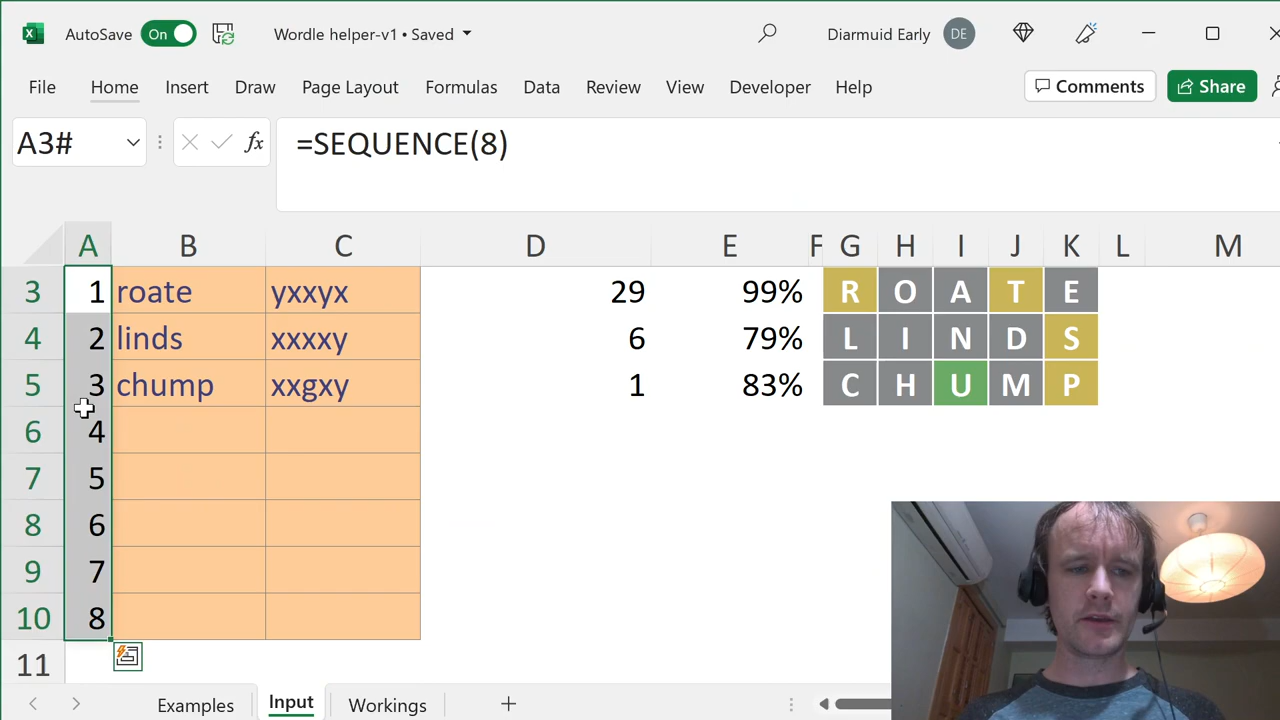 AutoSave On Wordle helper-v1 • Saved Diarmuid Early DE
File Home Insert Draw Page Layout Formulas Data Review View Developer Help Comments Share
A3# fx =SEQUENCE(8)
A B C D E F G H I J K L M
3 1 roate yxxyx 29 99% R O A T E
4 2 linds xxxxy 6 79% L I N D S
5 3 chump xxgxy 1 83% C H U M P
6 4
7 5
8 6
9 7
10 8
11
Examples Input Workings